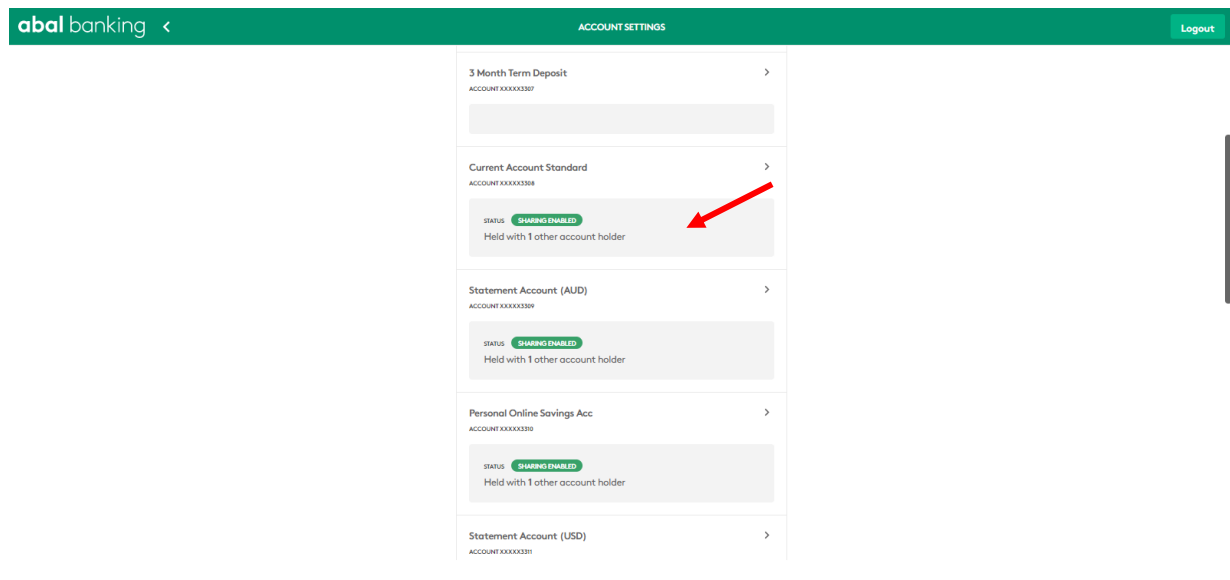 abal banking
ACCOUNT SETTINGS
Logout
3 Month Term Deposit
ACCOUNT XXXXX3307
Current Account Standard
ACCOUNT XXXXX3308
STATUS SHARING ENABLED
Held with 1 other account holder
Statement Account (AUD)
ACCOUNT XXXXX3309
STATUS SHARING ENABLED
Held with 1 other account holder
Personal Online Savings Acc
ACCOUNT XXXXX3310
STATUS SHARING ENABLED
Held with 1 other account holder
Statement Account (USD)
ACCOUNT XXXXX3311